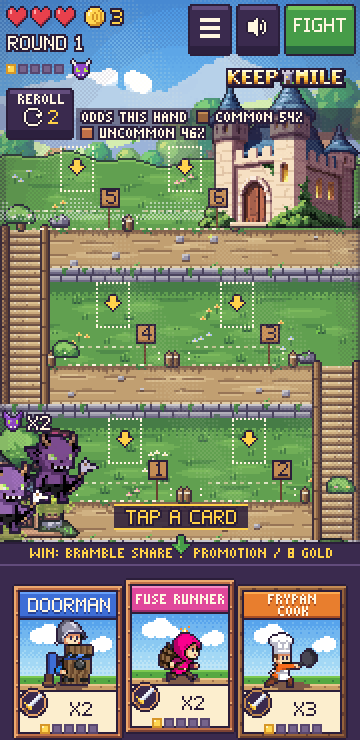 3
FIGHT
ROUND 1
KEEP MILE
REROLL
2
ODDS THIS HAND COMMON 54%
UNCOMMON 46%
5
6
4
3
X2
1
2
TAP A CARD
WIN: BRAMBLE SNARE, PROMOTION / 8 GOLD
DOORMAN
FUSE RUNNER
FRYPAN
COOK
X2
X2
X3